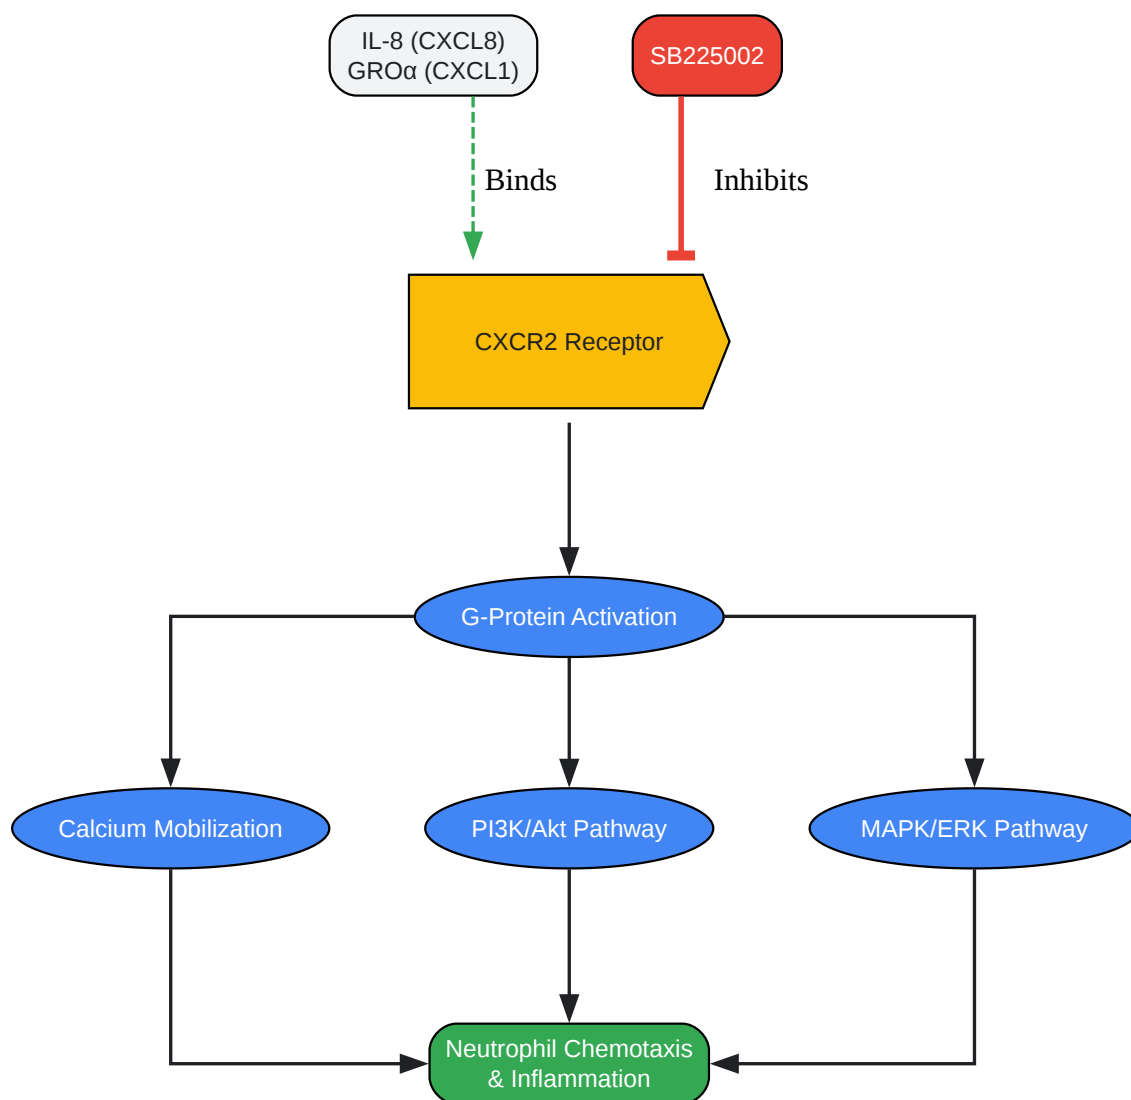 IL-8 (CXCL8)
GROα (CXCL1)
SB225002
Binds
Inhibits
CXCR2 Receptor
G-Protein Activation
Calcium Mobilization
PI3K/Akt Pathway
MAPK/ERK Pathway
Neutrophil Chemotaxis
& Inflammation